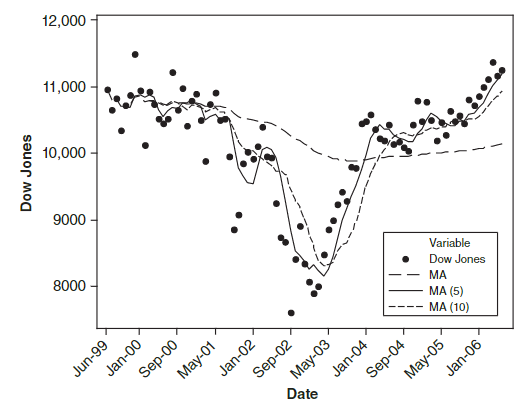 12,000
11,000
10,000
9000
8000
Dow Jones
Variable
Dow Jones
MA
MA (5)
MA (10)
Jun-99
Jan-00
Sep-00
May-01
Jan-02
Sep-02
May-03
Jan-04
Sep-04
May-05
Jan-06
Date